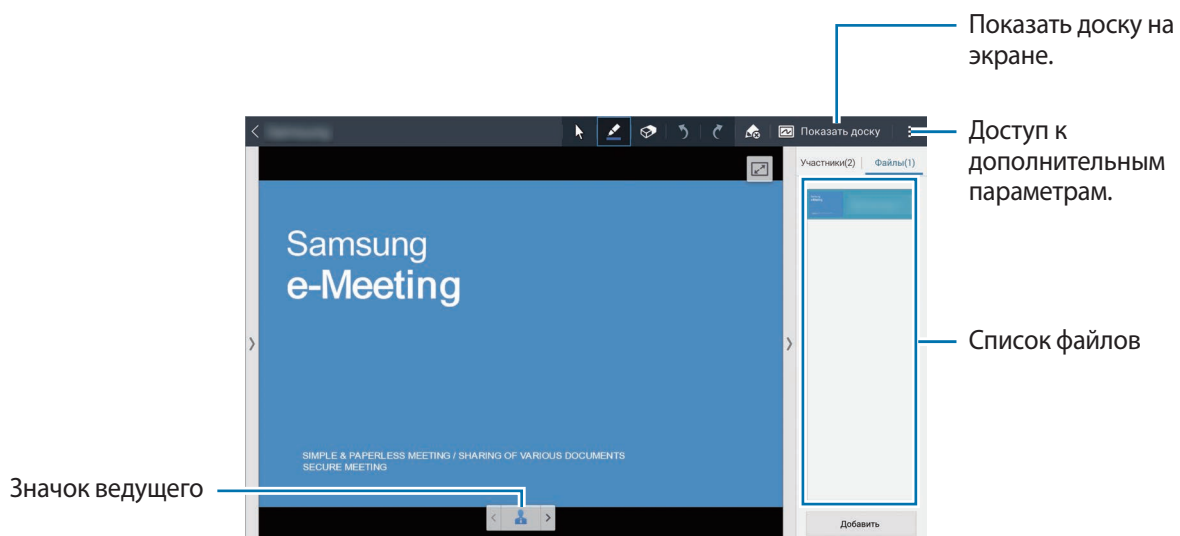 Показать доску на
экране.
Показать доску
Доступ к
дополнительным
параметрам.
Участники(2)
Файлы(1)
Samsung
e-Meeting
Список файлов
SIMPLE & PAPERLESS MEETING / SHARING OF VARIOUS DOCUMENTS
SECURE MEETING
Значок ведущего
Добавить